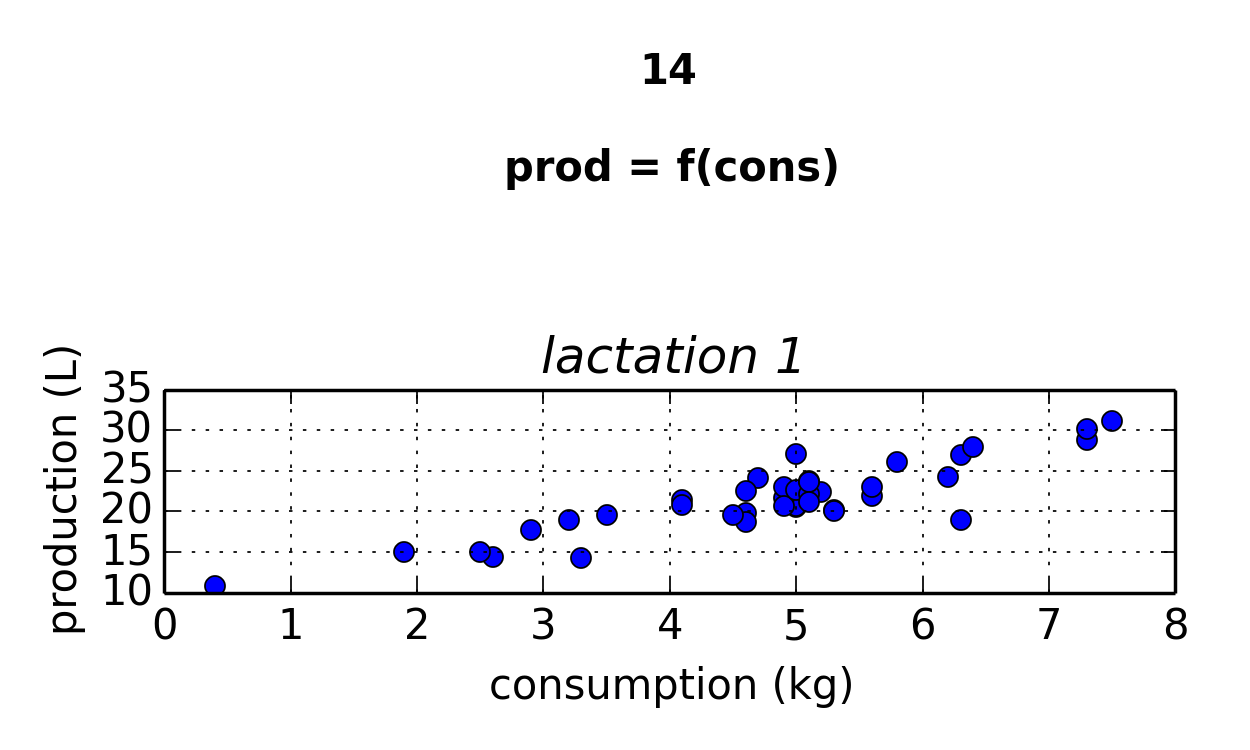 14
prod = f(cons)
lactation 1
production (L)
35
30
25
20
15
10
0 1 2 3 4 5 6 7 8
consumption (kg)